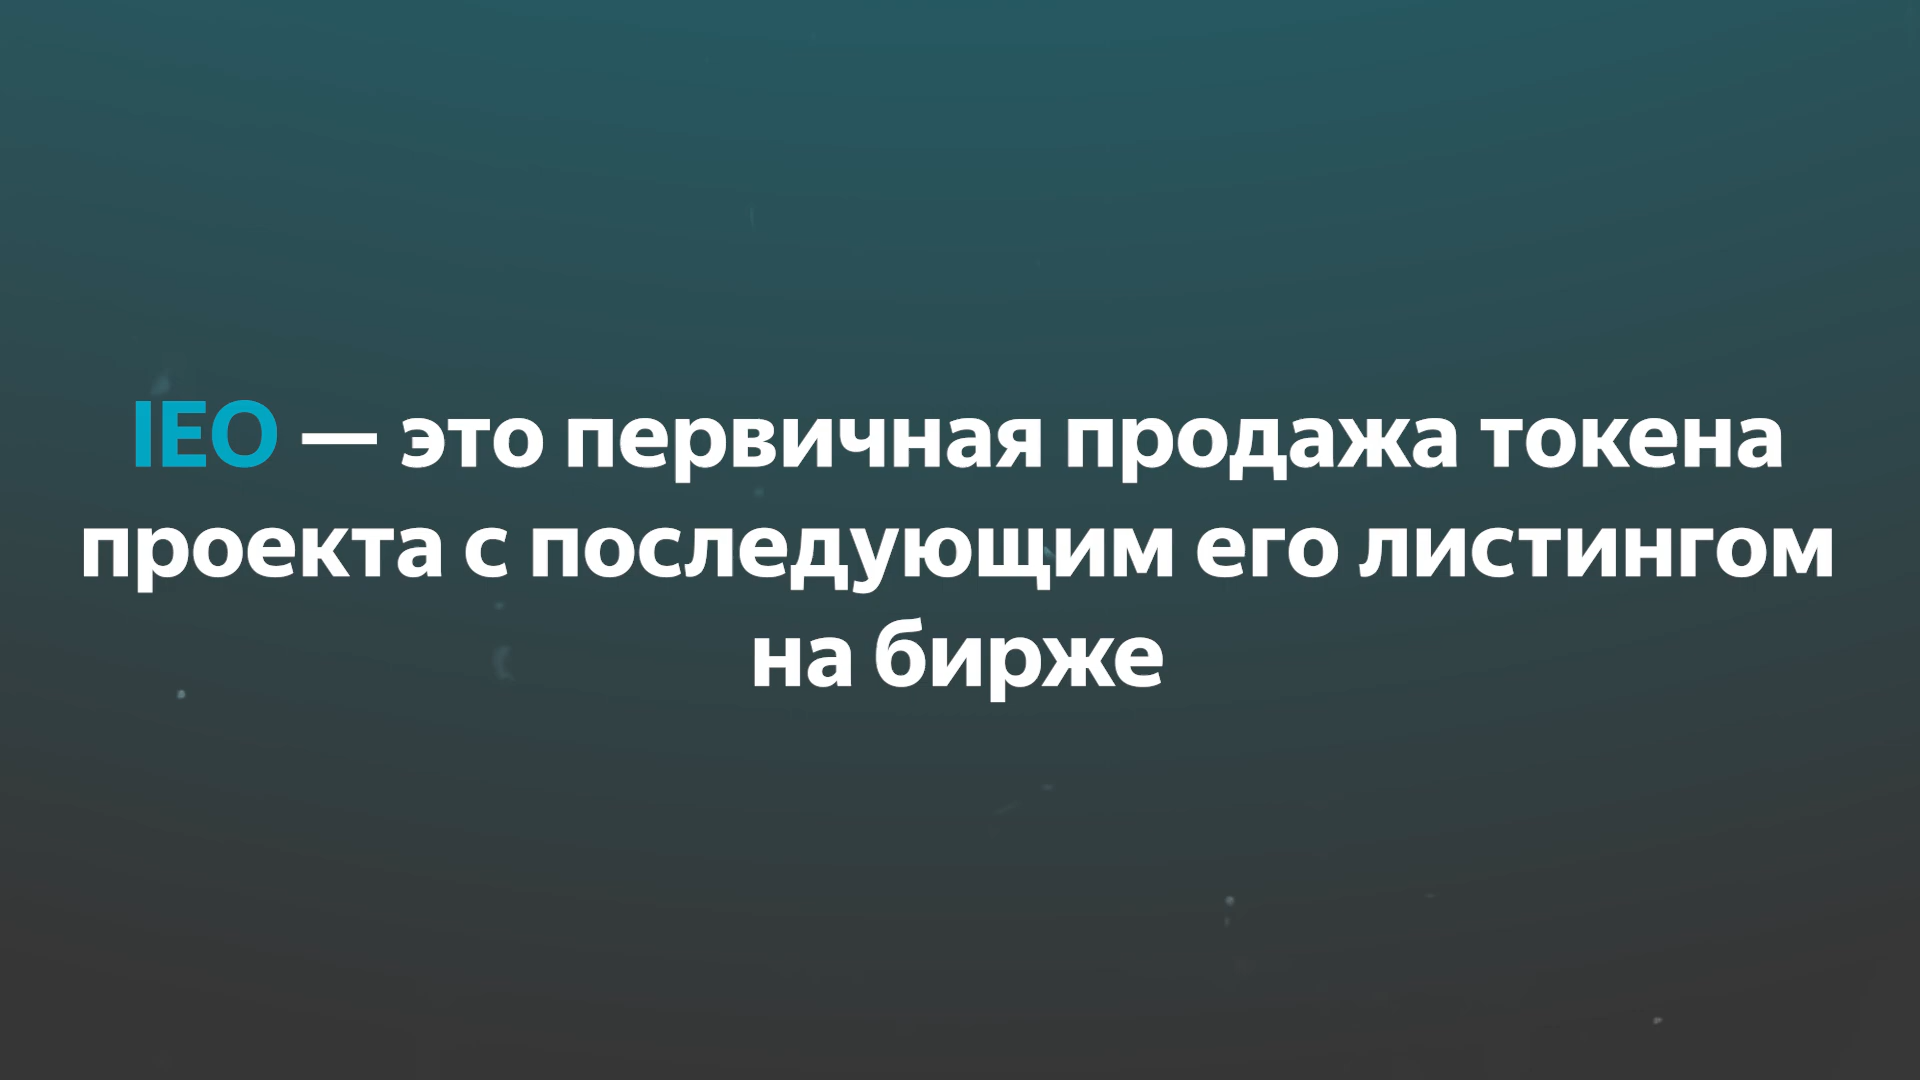 IEO — это первичная продажа токена
проекта с последующим его листингом
на бирже